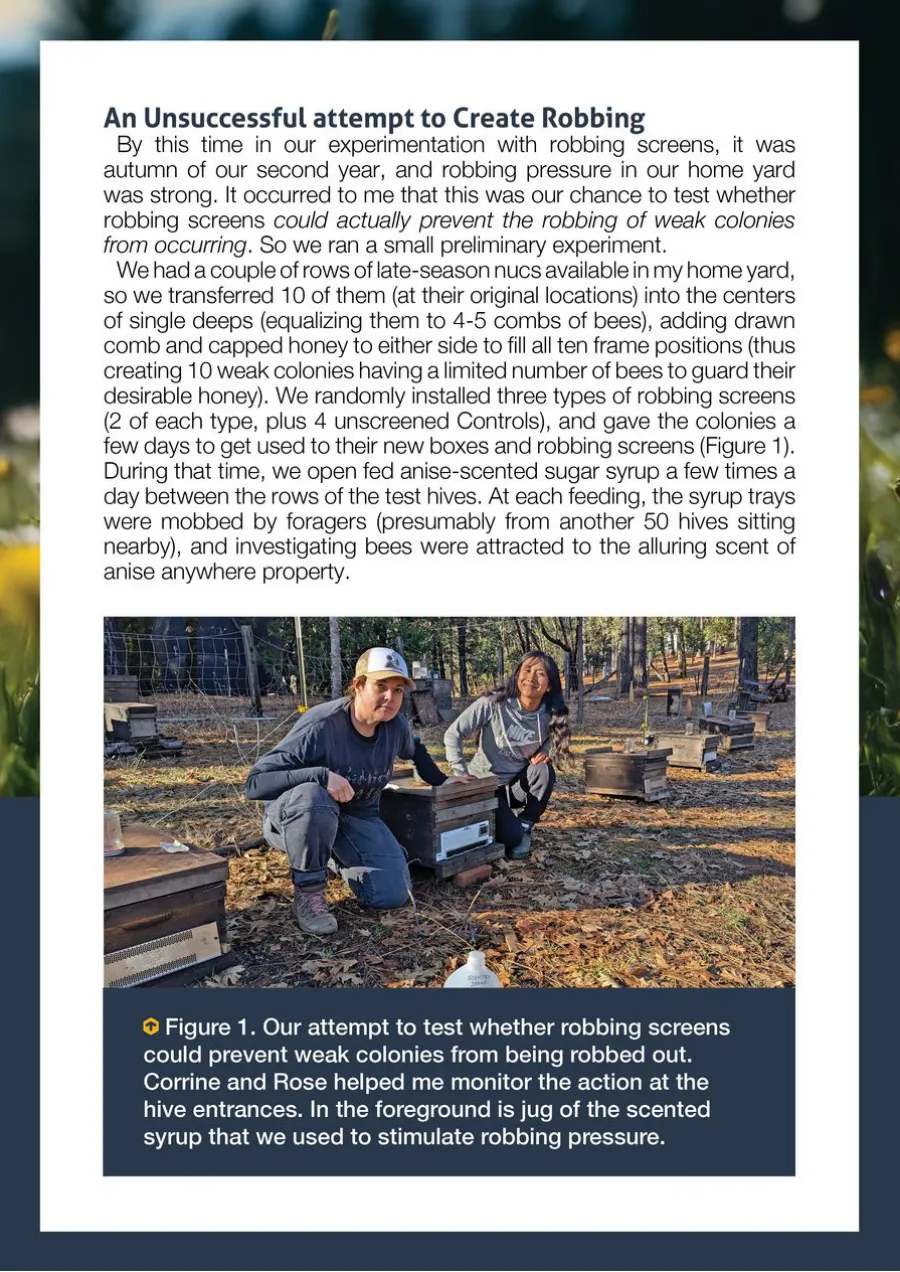 An Unsuccessful attempt to Create Robbing
By this time in our experimentation with robbing screens, it was
autumn of our second year, and robbing pressure in our home yard
was strong. It occurred to me that this was our chance to test whether
robbing screens could actually prevent the robbing of weak colonies
from occurring. So we ran a small preliminary experiment.
We had a couple of rows of late-season nucs available in my home yard,
so we transferred 10 of them (at their original locations) into the centers
of single deeps (equalizing them to 4-5 combs of bees), adding drawn
comb and capped honey to either side to fill all ten frame positions (thus
creating 10 weak colonies having a limited number of bees to guard their
desirable honey). We randomly installed three types of robbing screens
(2 of each type, plus 4 unscreened Controls), and gave the colonies a
few days to get used to their new boxes and robbing screens (Figure 1).
During that time, we open fed anise-scented sugar syrup a few times a
day between the rows of the test hives. At each feeding, the syrup trays
were mobbed by foragers (presumably from another 50 hives sitting
nearby), and investigating bees were attracted to the alluring scent of
anise anywhere property.
NIKE
Figure 1. Our attempt to test whether robbing screens
could prevent weak colonies from being robbed out.
Corrine and Rose helped me monitor the action at the
hive entrances. In the foreground is jug of the scented
syrup that we used to stimulate robbing pressure.